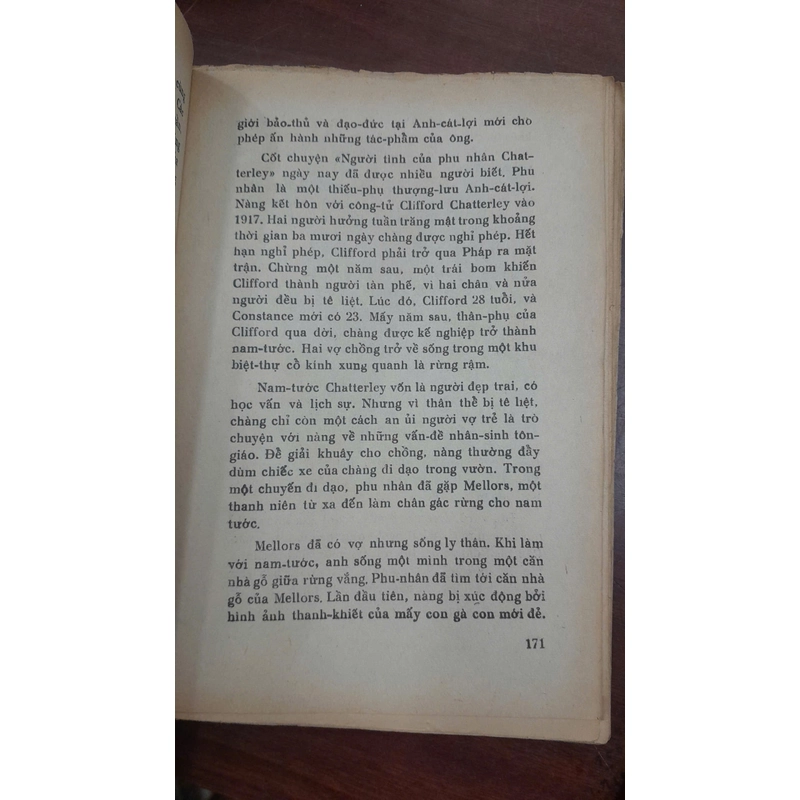 giới bảo-thủ và đạo-đức tại Anh-cát-lợi mới cho
phép ấn hành những tác-phẩm của ông.
Cốt chuyện «Người tình của phu nhân Chat-
terley» ngày nay đã được nhiều người biết. Phu
nhân là một thiếu-phụ thượng-lưu Anh-cát-lợi.
Nàng kết hôn với công-tử Clifford Chatterley vào
1917. Hai người hưởng tuần trăng mật trong khoảng
thời gian ba mươi ngày chàng được nghỉ phép. Hết
hạn nghỉ phép, Clifford phải trở qua Pháp ra mặt
trận. Chừng một năm sau, một trái bom khiến
Clifford thành người tàn phế, vì hai chân và nửa
người đều bị tê liệt. Lúc đó, Clifford 28 tuổi, và
Constance mới có 23. Mấy năm sau, thân-phụ của
Clifford qua đời, chàng được kế nghiệp trở thành
nam-tước. Hai vợ chồng trở về sống trong một khu
biệt-thự cổ kính xung quanh là rừng rậm.
Nam-tước Chatterley vốn là người đẹp trai, có
học vấn và lịch sự. Nhưng vì thân thể bị tê liệt,
chàng chỉ còn một cách an ủi người vợ trẻ là trò
chuyện với nàng về những vấn-đề nhân-sinh tôn-
giáo. Để giải khuây cho chồng, nàng thường đẩy
dùm chiếc xe của chàng đi dạo trong vườn. Trong
một chuyến đi dạo, phu nhân đã gặp Mellors, một
thanh niên từ xa đến làm chân gác rừng cho nam
tước.
Mellors đã có vợ nhưng sống ly thân. Khi làm
với nam-tước, anh sống một mình trong một căn
nhà gỗ giữa rừng vắng. Phu-nhân đã tìm tới căn nhà
gỗ của Mellors. Lần đầu tiên, nàng bị xúc động bởi
hình ảnh thanh-khiết của mấy con gà con mới đẻ.
171